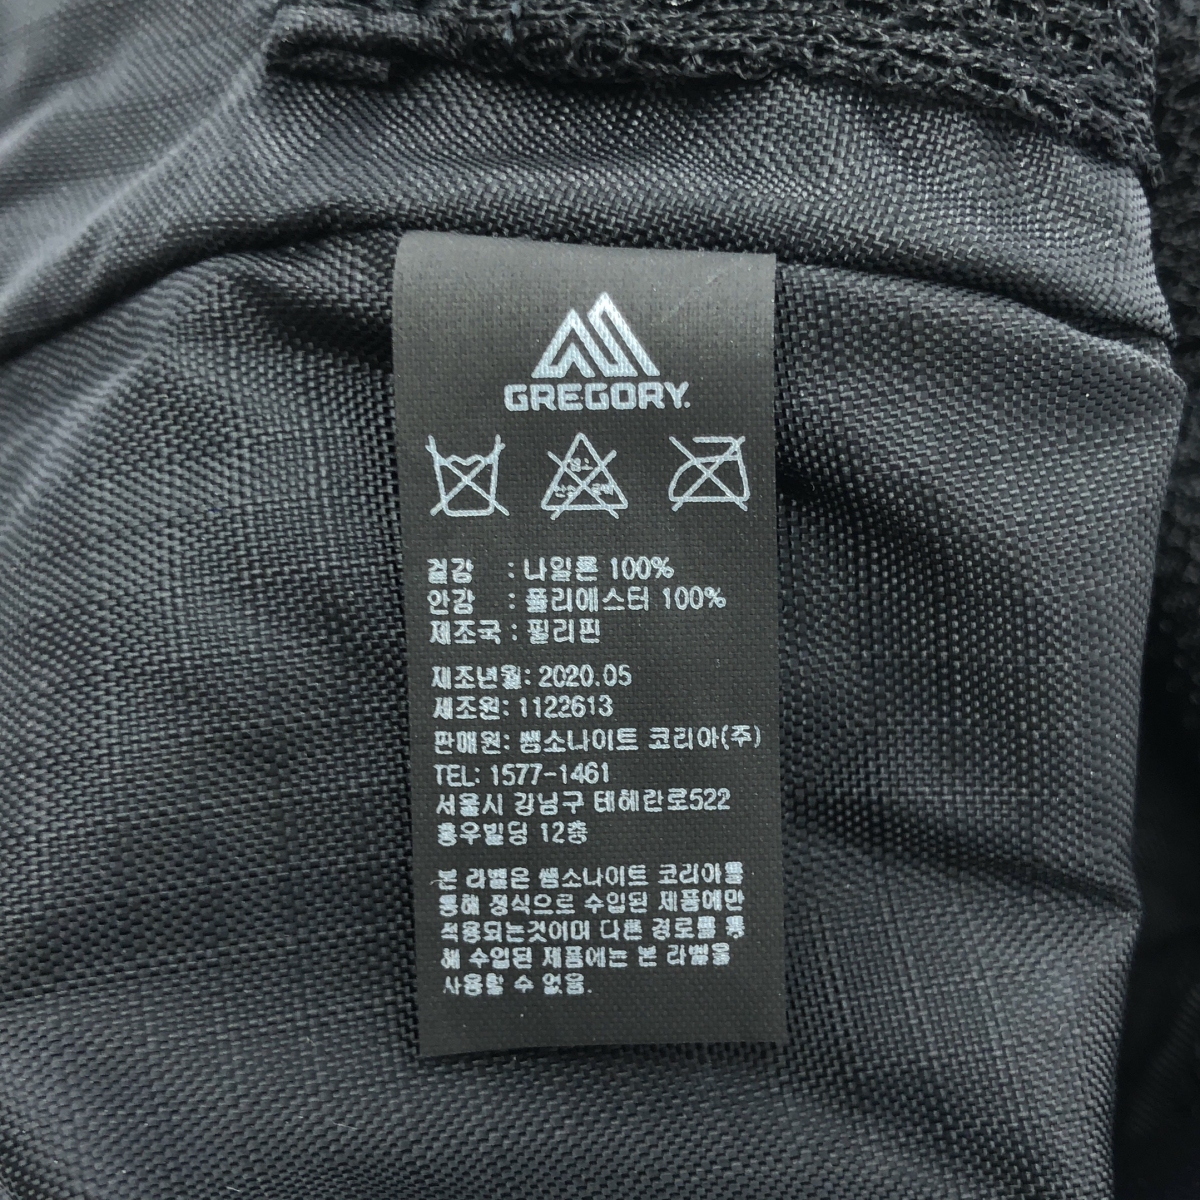 GREGORY.
겉감 : 나일론 100%
안감 : 폴리에스터 100%
제조국 : 필리핀
제조년월: 2020.05
제조원: 1122613
판매원: 쌤소나이트 코리아(주)
TEL: 1577-1461
서울시 강남구 테헤란로522
홍우빌딩 12층
본 라벨은 쌤소나이트 코리아를
통해 정식으로 수입된 제품에만
적용되는것이며 다른 경로를 통
해 수입된 제품에는 본 라벨을
사용할 수 없음.